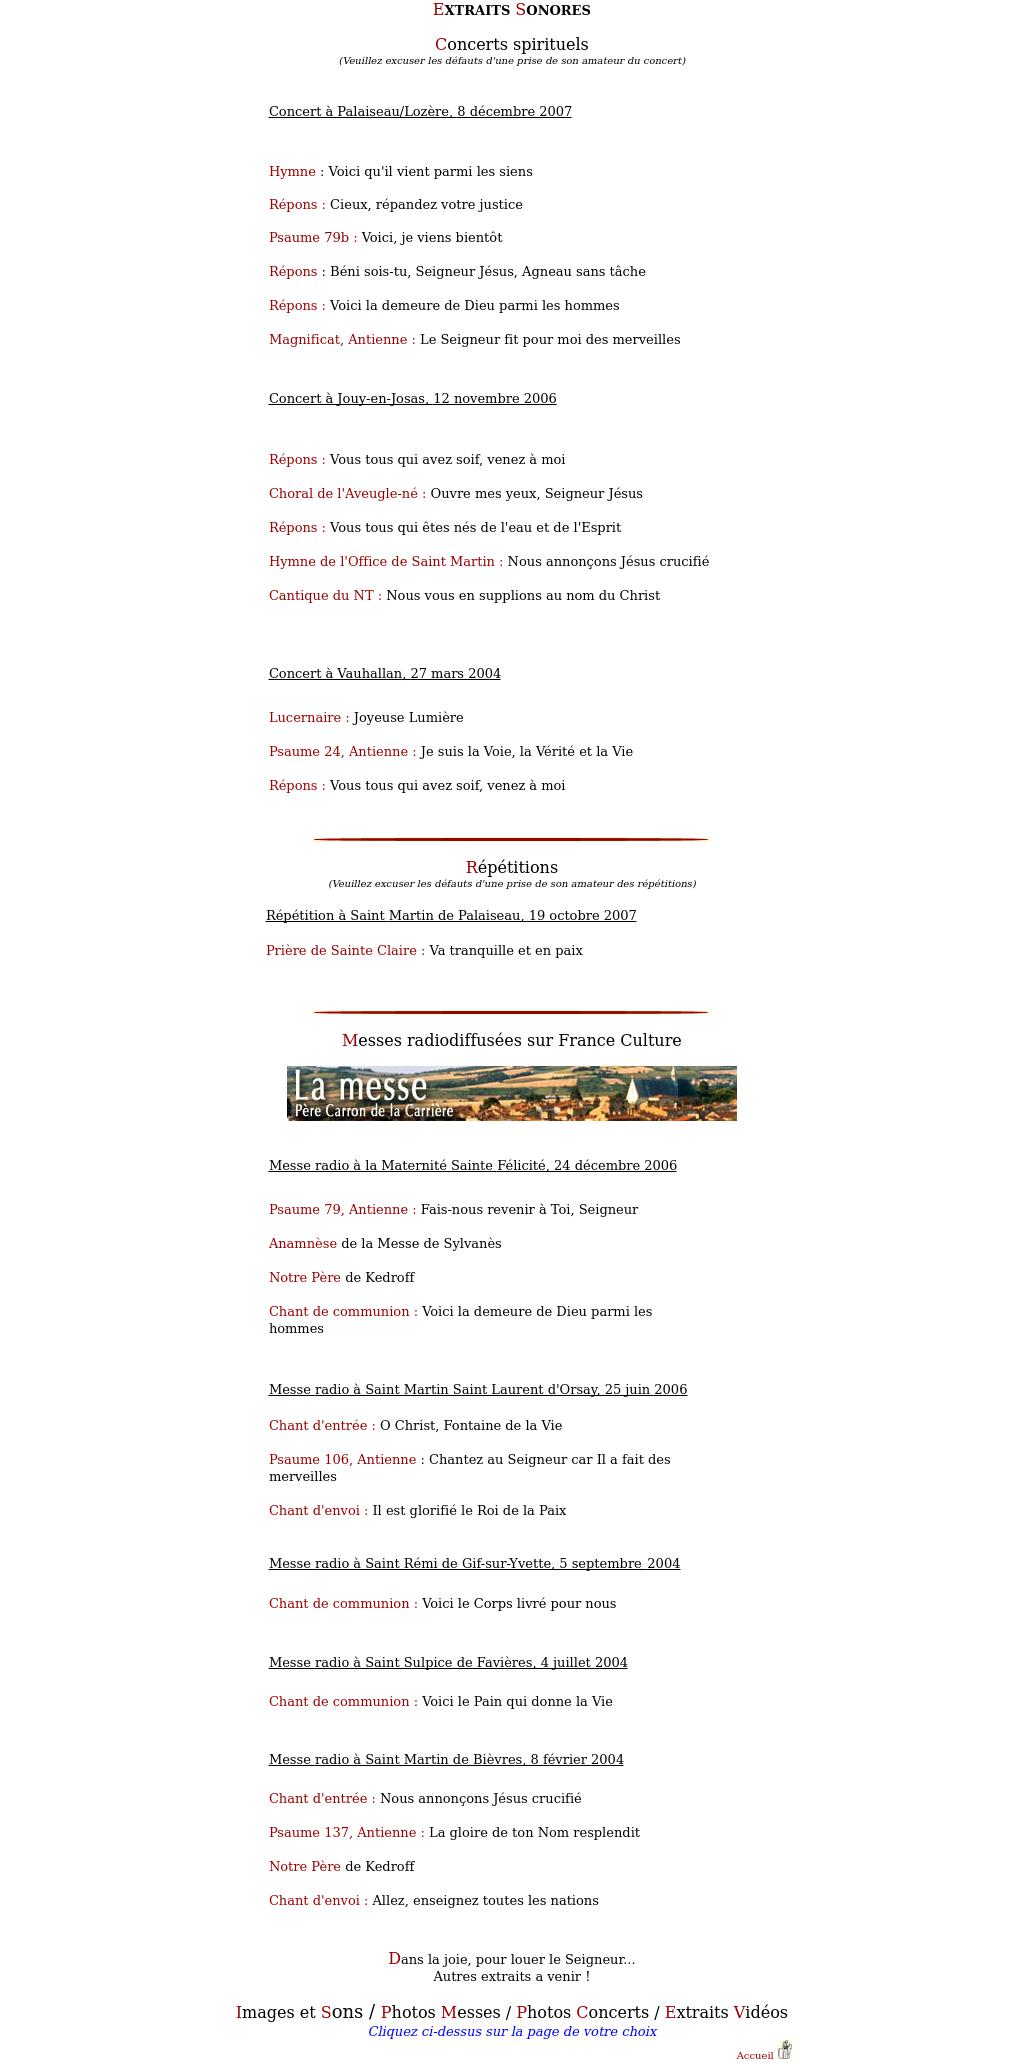 Extraits Sonores
Concerts spirituels
(Veuillez excuser les défauts d'une prise de son amateur du concert)
Concert à Palaiseau/Lozère, 8 décembre 2007
Hymne : Voici qu'il vient parmi les siens
Répons : Cieux, répandez votre justice
Psaume 79b : Voici, je viens bientôt
Répons : Béni sois-tu, Seigneur Jésus, Agneau sans tâche
Répons : Voici la demeure de Dieu parmi les hommes
Magnificat, Antienne : Le Seigneur fit pour moi des merveilles
Concert à Jouy-en-Josas, 12 novembre 2006
Répons : Vous tous qui avez soif, venez à moi
Choral de l'Aveugle-né : Ouvre mes yeux, Seigneur Jésus
Répons : Vous tous qui êtes nés de l'eau et de l'Esprit
Hymne de l'Office de Saint Martin : Nous annonçons Jésus crucifié
Cantique du NT : Nous vous en supplions au nom du Christ
Concert à Vauhallan, 27 mars 2004
Lucernaire : Joyeuse Lumière
Psaume 24, Antienne : Je suis la Voie, la Vérité et la Vie
Répons : Vous tous qui avez soif, venez à moi
Répétitions
(Veuillez excuser les défauts d'une prise de son amateur des répétitions)
Répétition à Saint Martin de Palaiseau, 19 octobre 2007
Prière de Sainte Claire : Va tranquille et en paix
Messes radiodiffusées sur France Culture
La messe
Père Carron de la Carrière
Messe radio à la Maternité Sainte Félicité, 24 décembre 2006
Psaume 79, Antienne : Fais-nous revenir à Toi, Seigneur
Anamnèse de la Messe de Sylvanès
Notre Père de Kedroff
Chant de communion : Voici la demeure de Dieu parmi les
hommes
Messe radio à Saint Martin Saint Laurent d'Orsay, 25 juin 2006
Chant d'entrée : O Christ, Fontaine de la Vie
Psaume 106, Antienne : Chantez au Seigneur car Il a fait des
merveilles
Chant d'envoi : Il est glorifié le Roi de la Paix
Messe radio à Saint Rémi de Gif-sur-Yvette, 5 septembre 2004
Chant de communion : Voici le Corps livré pour nous
Messe radio à Saint Sulpice de Favières, 4 juillet 2004
Chant de communion : Voici le Pain qui donne la Vie
Messe radio à Saint Martin de Bièvres, 8 février 2004
Chant d'entrée : Nous annonçons Jésus crucifié
Psaume 137, Antienne : La gloire de ton Nom resplendit
Notre Père de Kedroff
Chant d'envoi : Allez, enseignez toutes les nations
Dans la joie, pour louer le Seigneur...
Autres extraits a venir !
Images et Sons / Photos Messes / Photos Concerts / Extraits Vidéos
Cliquez ci-dessus sur la page de votre choix
Accueil